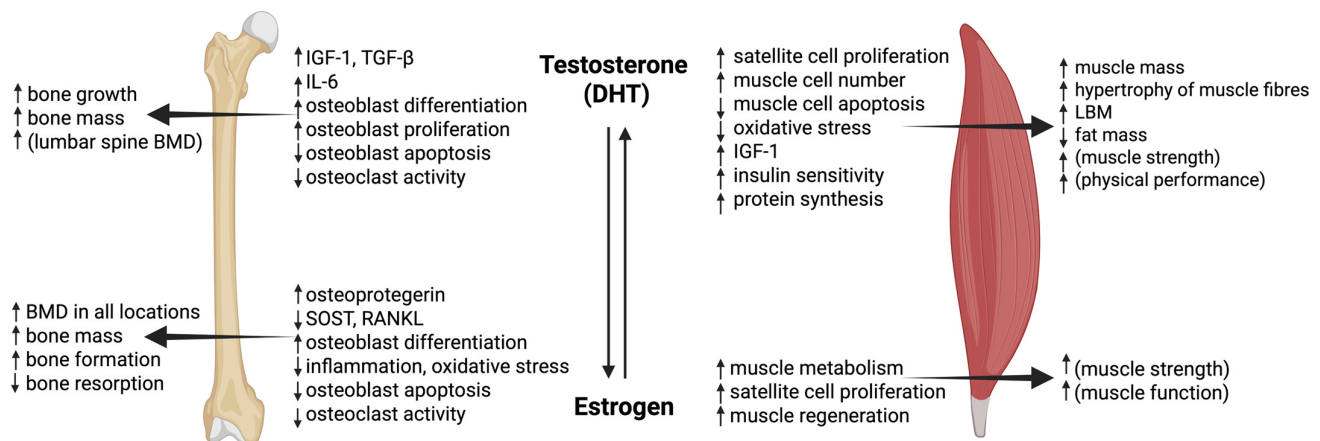 ↑ bone growth
↑ bone mass
↑ (lumbar spine BMD)
↑ IGF-1, TGF-β
↑ IL-6
↑ osteoblast differentiation
↑ osteoblast proliferation
↓ osteoblast apoptosis
↓ osteoclast activity
Testosterone
(DHT)
↑ satellite cell proliferation
↑ muscle cell number
↓ muscle cell apoptosis
↓ oxidative stress
↑ IGF-1
↑ insulin sensitivity
↑ protein synthesis
↑ muscle mass
↑ hypertrophy of muscle fibres
↑ LBM
↓ fat mass
↑ (muscle strength)
↑ (physical performance)
↑ BMD in all locations
↑ bone mass
↑ bone formation
↓ bone resorption
↑ osteoprotegerin
↓ SOST, RANKL
↑ osteoblast differentiation
↓ inflammation, oxidative stress
↓ osteoblast apoptosis
↓ osteoclast activity
Estrogen
↑ muscle metabolism
↑ satellite cell proliferation
↑ muscle regeneration
↑ (muscle strength)
↑ (muscle function)